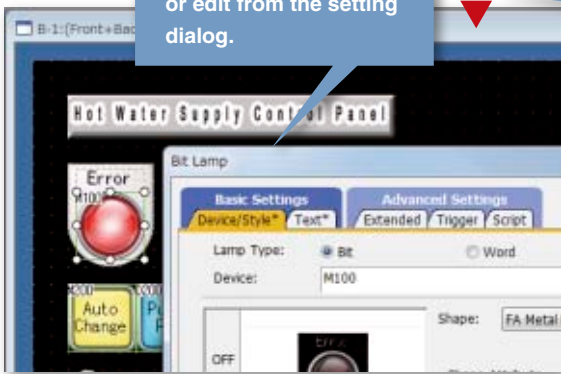 or edit from the setting
dialog.
B-1:(Front+Bac
Hot Water Supply Control Panel
Bit Lamp
Error
M100
Basic Settings
Advanced Settings
Device/Style*
Text*
Extended
Trigger
Script
Lamp Type:
Bit
Word
Device:
M100
Auto
Change
Shape:
FA Metal
OFF
Error